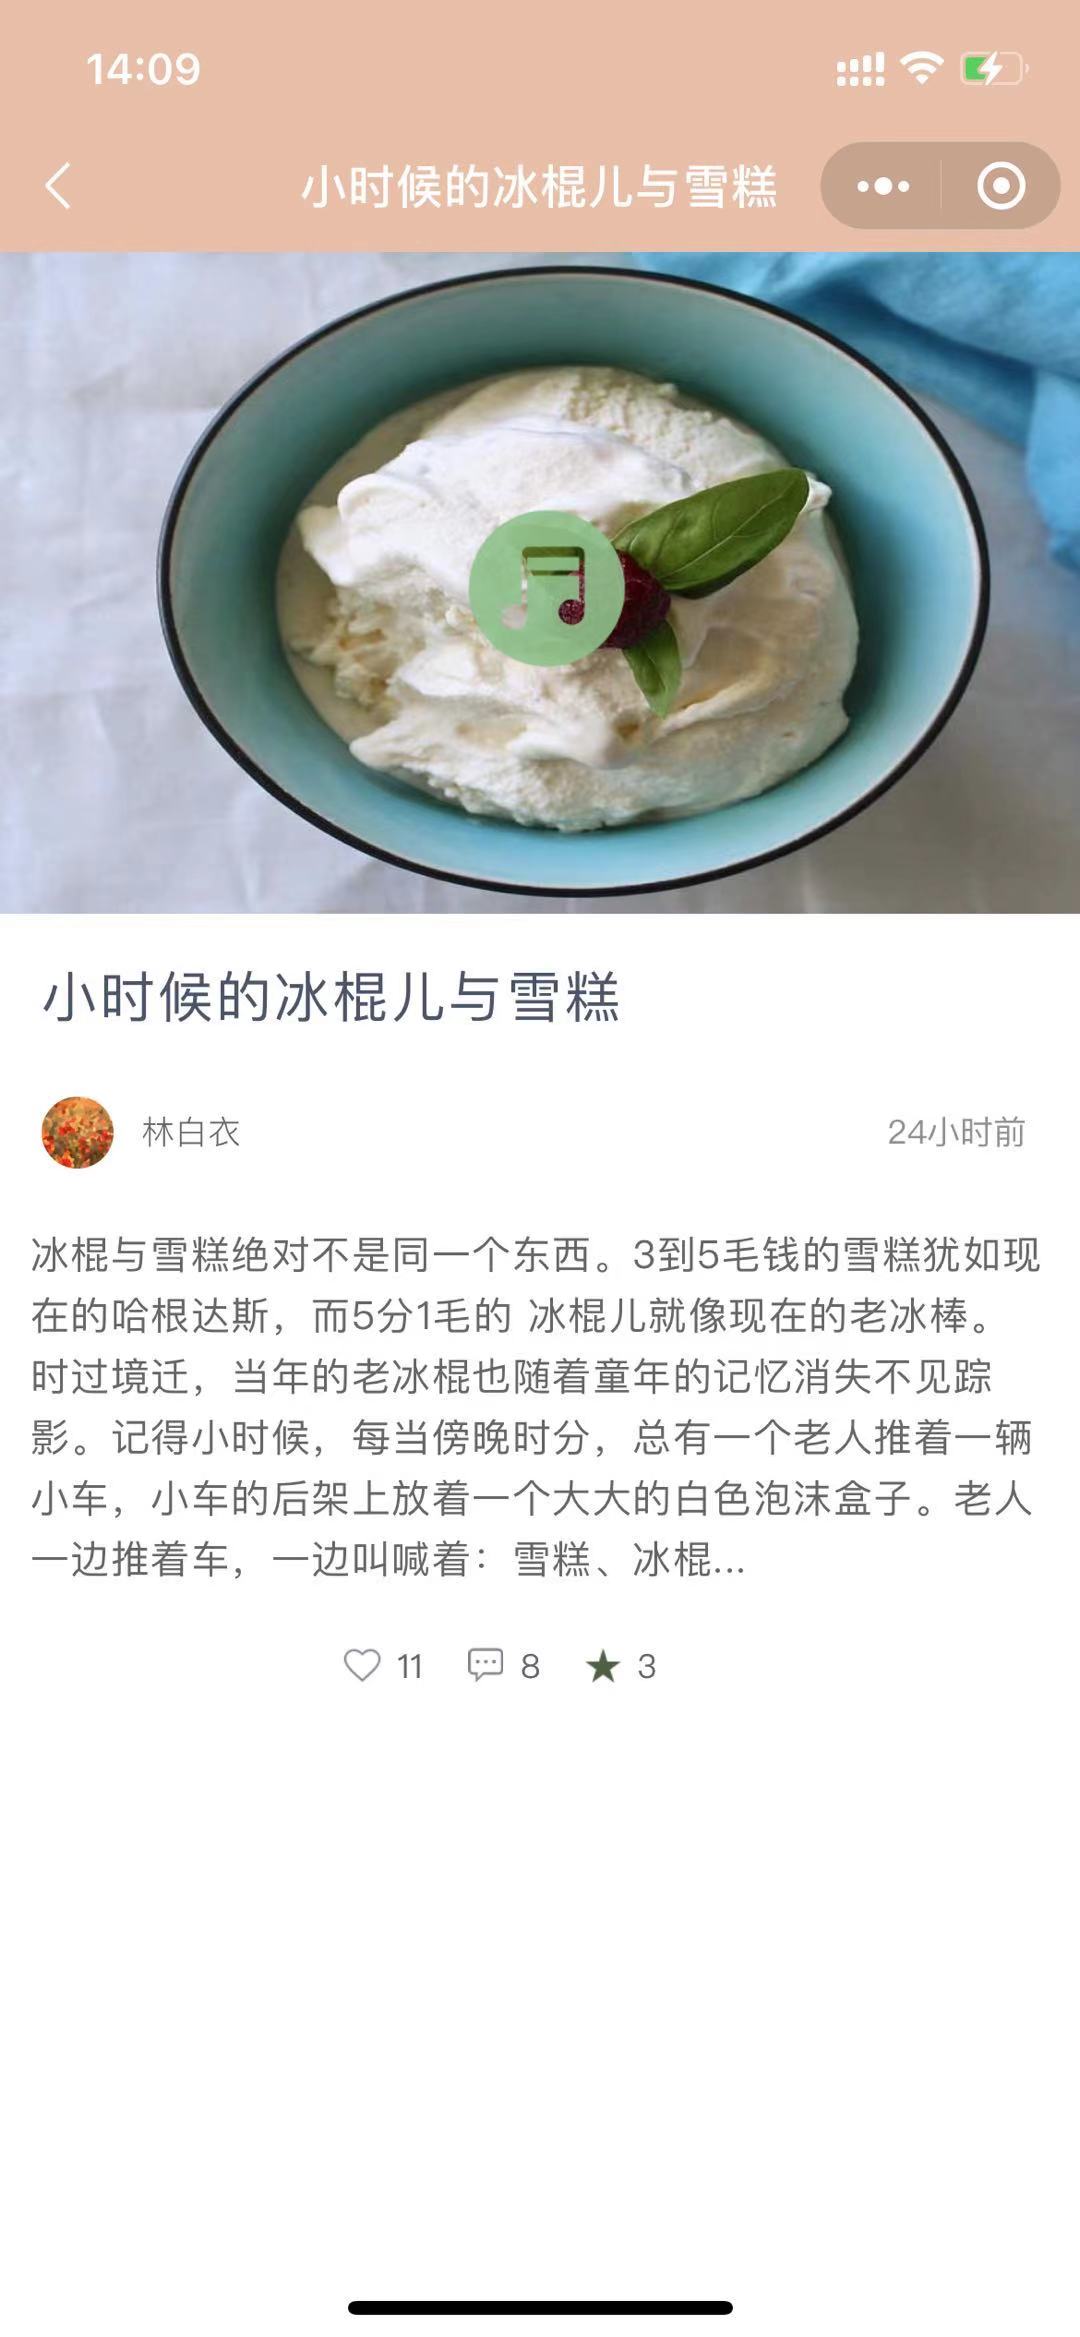 14:09
小时候的冰棍儿与雪糕
小时候的冰棍儿与雪糕
林白衣
24小时前
冰棍与雪糕绝对不是同一个东西。3到5毛钱的雪糕犹如现
在的哈根达斯，而5分1毛的 冰棍儿就像现在的老冰棒。
时过境迁，当年的老冰棍也随着童年的记忆消失不见踪
影。记得小时候，每当傍晚时分，总有一个老人推着一辆
小车，小车的后架上放着一个大大的白色泡沫盒子。老人
一边推着车，一边叫喊着：雪糕、冰棍...
11 8 3